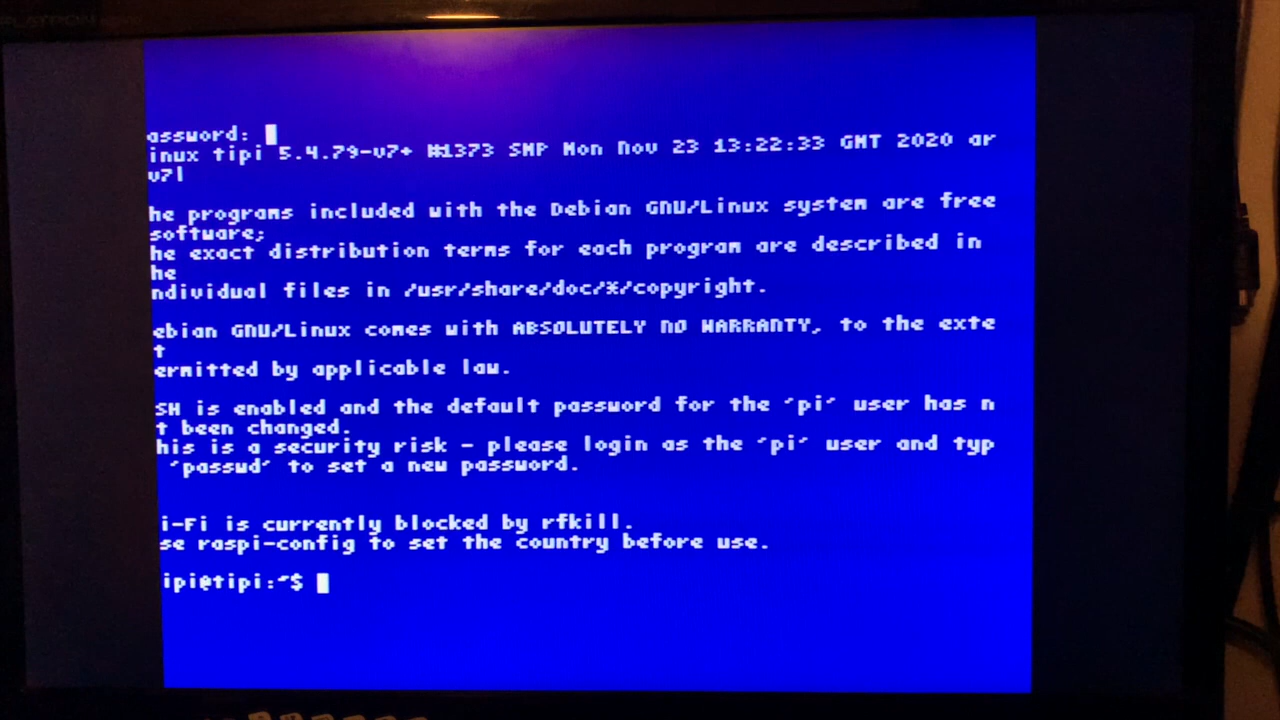 assword:
inux tipi 5.4.79-v7+ #1373 SMP Mon Nov 23 13:22:33 GMT 2020 ar
v7l
he programs included with the Debian GNU/Linux system are free
software;
he exact distribution terms for each program are described in
he
ndividual files in /usr/share/doc/*/copyright.
ebian GNU/Linux comes with ABSOLUTELY NO WARRANTY, to the exte
t
ermitted by applicable law.
SH is enabled and the default password for the 'pi' user has n
t been changed.
his is a security risk - please login as the 'pi' user and typ
'passwd' to set a new password.
i-Fi is currently blocked by rfkill.
se raspi-config to set the country before use.
ipi@tipi:~$